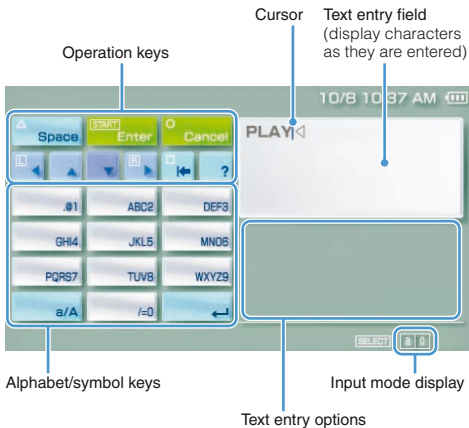 Cursor
Text entry field
(display characters
as they are entered)
Operation keys
10/8 10:37 AM
Space
START
Enter
Cancel
PLAY
L
R
?
.@1
ABC2
DEF3
GHI4
JKL5
MNO6
PQRS7
TUV8
WXYZ9
a/A
/=0
SELECT
Alphabet/symbol keys
Input mode display
Text entry options